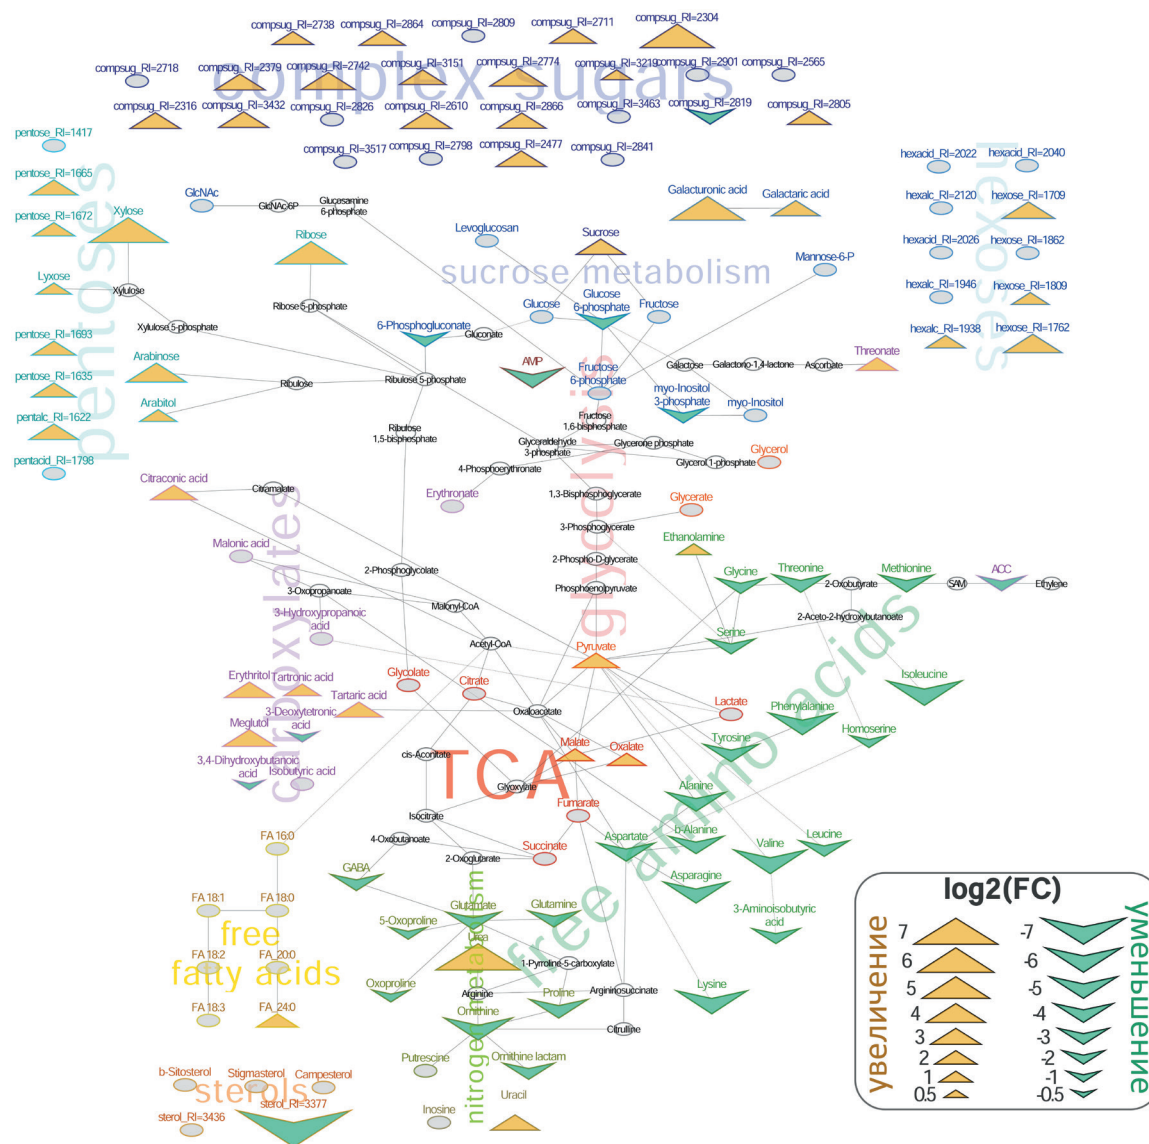 compsug_RI=2738
compsug_RI=2864
compsug_RI=2809
compsug_RI=2711
compsug_RI=2304
compsug_RI=2718
compsug_RI=2379
compsug_RI=2742
compsug_RI=3151
compsug_RI=2774
compsug_RI=3219
compsug_RI=2901
compsug_RI=2565
complex sugars
compsug_RI=2316
compsug_RI=3432
compsug_RI=2826
compsug_RI=2610
compsug_RI=2866
compsug_RI=3463
compsug_RI=2819
compsug_RI=2805
compsug_RI=3517
compsug_RI=2798
compsug_RI=2477
compsug_RI=2841
pentose_RI=1417
pentose_RI=1665
pentose_RI=1672
Xylose
Lyxose
Xylulose
Xylulose 5-phosphate
pentose_RI=1693
pentose_RI=1635
pentalc_RI=1622
pentacid_RI=1798
pentoses
Arabinose
Arabitol
Ribulose
GlcNAc
GlcNAc-6P
Glucosamine
6-phosphate
Ribose
Ribose 5-phosphate
6-Phosphogluconate
Gluconate
Ribulose 5-phosphate
Ribulose
1,5-bisphosphate
Levoglucosan
Sucrose
sucrose metabolism
Glucose
Glucose
6-phosphate
Fructose
Mannose-6-P
Galacturonic acid
Galactaric acid
hexacid_RI=2022
hexacid_RI=2040
hexalc_RI=2120
hexose_RI=1709
hexacid_RI=2026
hexose_RI=1862
hexalc_RI=1946
hexose_RI=1809
hexalc_RI=1938
hexose_RI=1762
hexoses
AMP
Fructose
6-phosphate
Galactose
Galactono-1,4-lactone
Ascorbate
Threonate
myo-Inositol
3-phosphate
myo-Inositol
Fructose
1,6-bisphosphate
Glyceraldehyde
3-phosphate
Glycerone phosphate
Glycerol 1-phosphate
Glycerol
4-Phosphoerythronate
Erythronate
1,3-Bisphosphoglycerate
3-Phosphoglycerate
Glycerate
2-Phospho-D-glycerate
Phosphoenolpyruvate
Pyruvate
glycolysis
Citraconic acid
Citramalate
Malonic acid
3-Oxopropanoate
3-Hydroxypropanoic
acid
2-Phosphoglycolate
Malonyl-CoA
Acetyl-CoA
carboxylates
Erythritol
Tartronic acid
Tartaric acid
3-Deoxytetronic
acid
Meglutol
3,4-Dihydroxybutanoic
acid
Isobutyric acid
Ethanolamine
Glycine
Threonine
2-Oxobutyrate
Methionine
SAM
ACC
Ethylene
2-Aceto-2-hydroxybutanoate
Serine
Isoleucine
Phenylalanine
Tyrosine
Homoserine
free amino acids
Glycolate
Citrate
Oxaloacetate
Lactate
Malate
Oxalate
cis-Aconitate
TCA
Glyoxylate
Isocitrate
Fumarate
Succinate
4-Oxobutanoate
2-Oxoglutarate
Alanine
b-Alanine
Aspartate
Asparagine
Valine
Leucine
3-Aminoisobutyric
acid
Lysine
GABA
5-Oxoproline
Glutamate
Glutamine
Urea
1-Pyrroline-5-carboxylate
Oxoproline
Arginine
Proline
Argininosuccinate
Ornithine
Citrulline
Putrescine
Ornithine lactam
Inosine
Uracil
nitrogen metabolism
FA 16:0
FA 18:1
FA 18:0
free
fatty acids
FA 18:2
FA_20:0
FA 18:3
FA_24:0
b-Sitosterol
Stigmasterol
Campesterol
sterols
sterol_RI=3436
sterol_RI=3377
log2(FC)
увеличение
7
6
5
4
3
2
1
0.5
-7
-6
-5
-4
-3
-2
-1
-0.5
уменьшение